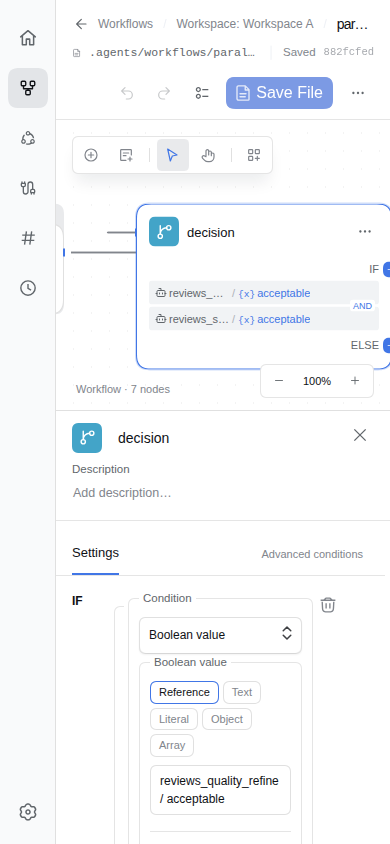 Workflows / Workspace: Workspace A / par…
.agents/workflows/paral… Saved 882fcfed
Save File
decision
IF
reviews_… / {x} acceptable
AND
reviews_s… / {x} acceptable
ELSE
Workflow · 7 nodes
100%
decision
Description
Add description…
Settings
Advanced conditions
IF
Condition
Boolean value
Boolean value
Reference Text
Literal Object
Array
reviews_quality_refine
/ acceptable